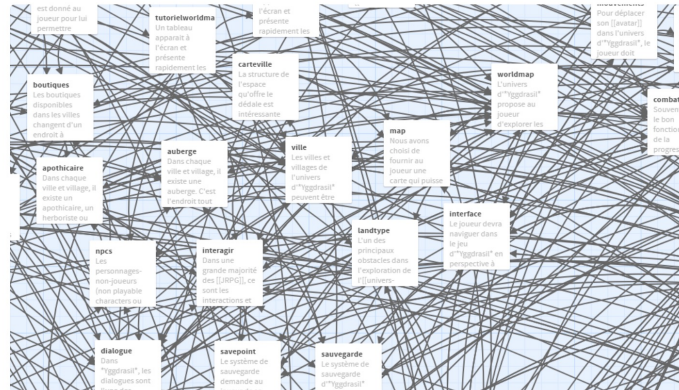 est donné au
joueur pour lui
permettre
tutorielworldma
Un tableau
apparaît à
l'écran et
présente
rapidement les
l'écran et
présente
rapidement les
mouvements
Pour déplacer
son [[avatar]]
dans l'univers
d'"Yggdrasil", le
joueur doit
boutiques
Les boutiques
disponibles
dans les villes
changent d'un
endroit à
carteville
La structure de
l'espace
qu'offre le
dédale est
intéressante
worldmap
L'univers
d'"Yggdrasil"
propose au
joueur
d'explorer les
combat
Souven
le bon
fonction
de la
progres
apothicaire
Dans chaque
ville et village, il
existe un
apothicaire, un
herboriste ou
auberge
Dans chaque
ville et village, il
existe une
auberge. C'est
l'endroit tout
ville
Les villes et
villages de
l'univers
d'"Yggdrasil"
peuvent être
map
Nous avons
choisi de
fournir au
joueur une
carte qui puisse
npcs
Les
personnages-
non-joueurs
(non playable
characters ou
interagir
Dans une
grande majorité
des [[JRPG]], ce
sont les
interactions et
landtype
L'un des
principaux
obstacles dans
l'exploration de
l'[[univers-
interface
Le joueur devra
naviguer dans
le jeu
d'"Yggdrasil" en
perspective à
dialogue
Dans
"Yggdrasil", les
dialogues sont
savepoint
Le système de
sauvegarde
demande au
sauvegarde
Le système de
sauvegarde
d'"Yggdrasil"